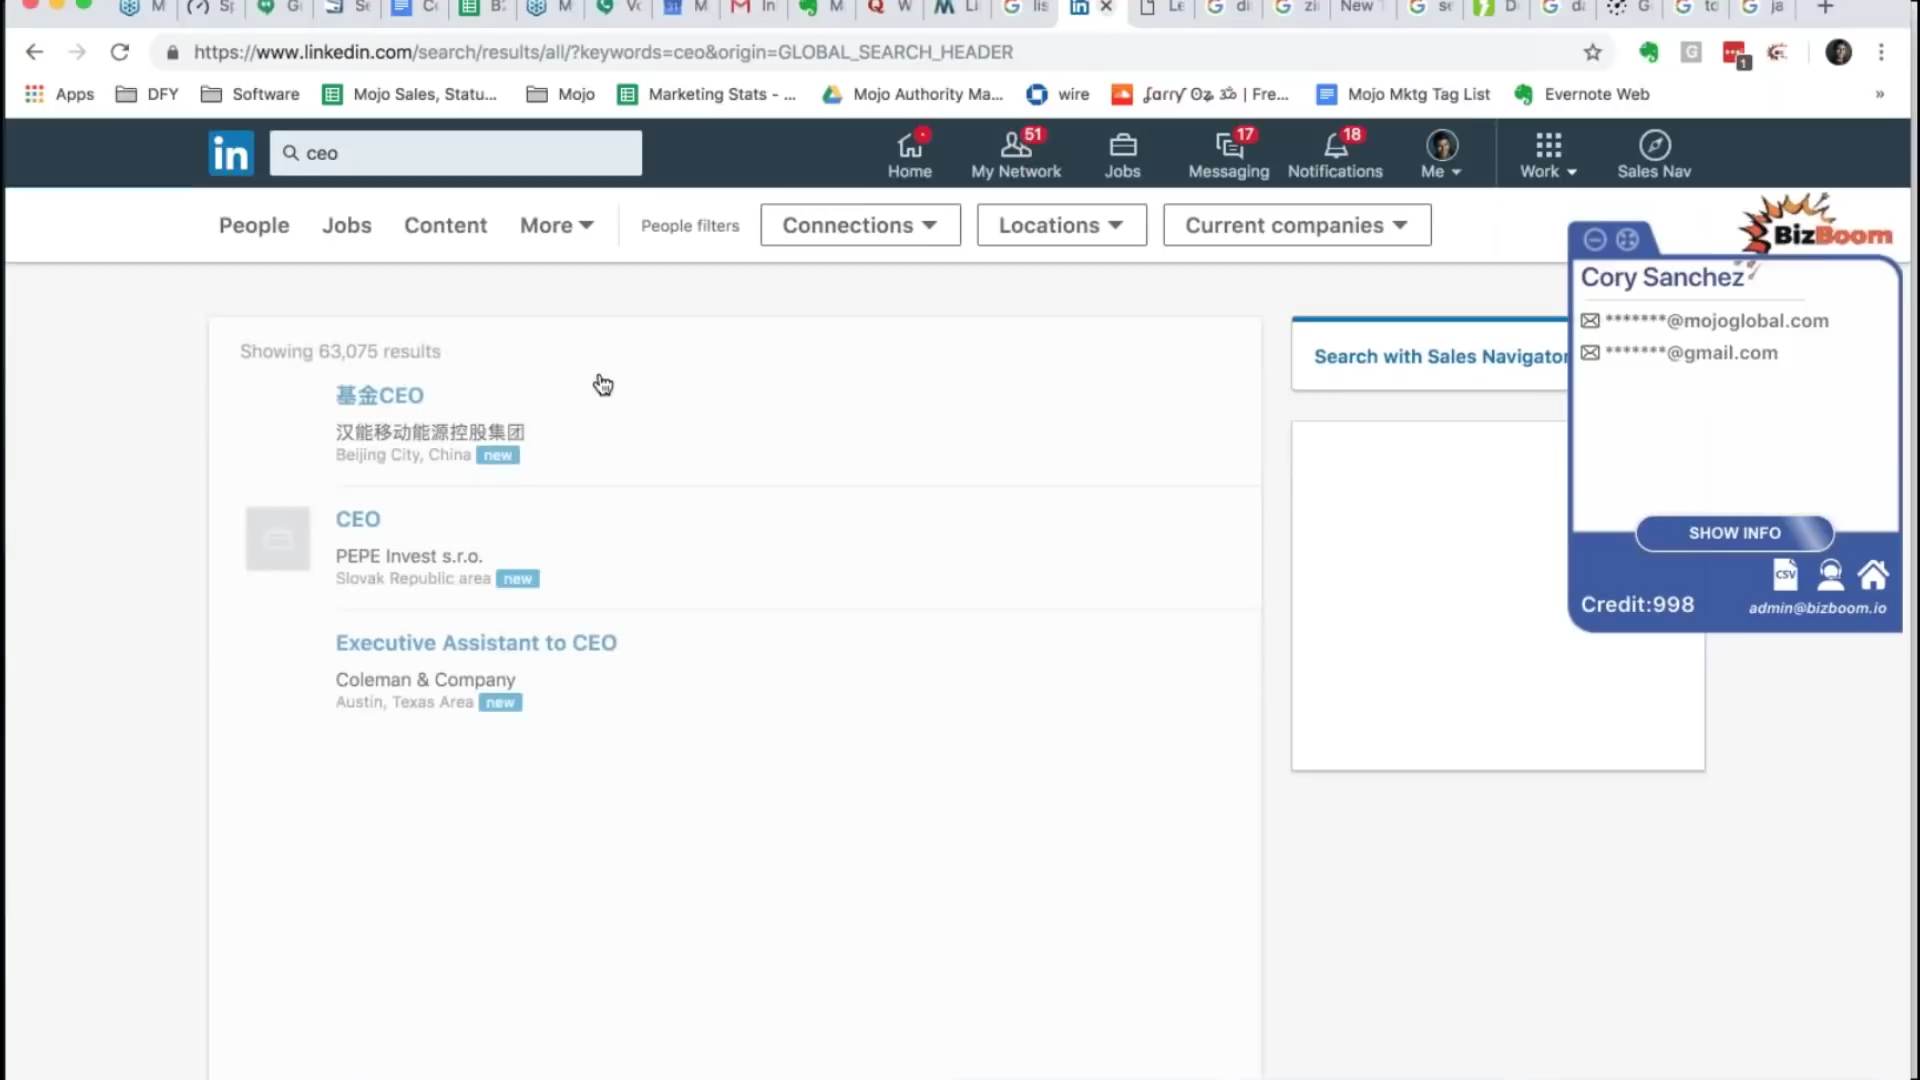 https://www.linkedin.com/search/results/all/?keywords=ceo&origin=GLOBAL_SEARCH_HEADER
1
Apps DFY Software Mojo Sales, Statu... Mojo Marketing Stats - ... Mojo Authority Ma... wire Mojo Mktg Tag List Evernote Web »
in ceo
51 17 18
Home My Network Jobs Messaging Notifications Me Work Sales Nav
People Jobs Content More People filters Connections Locations Current companies
BizBoom
Cory Sanchez
*******@mojoglobal.com
*******@gmail.com
SHOW INFO
CSV
Credit:998 admin@bizboom.io
Showing 63,075 results
基金CEO
汉能移动能源控股集团
Beijing City, China new
CEO
PEPE Invest s.r.o.
Slovak Republic area new
Executive Assistant to CEO
Coleman & Company
Austin, Texas Area new
Search with Sales Navigator